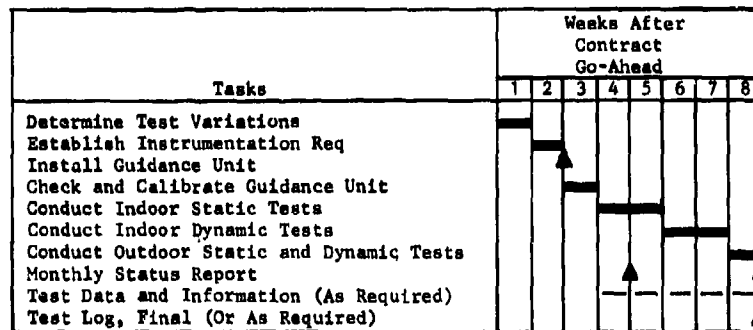 Weeks After
Contract
Go-Ahead
Tasks
1 2 3 4 5 6 7 8
Determine Test Variations
Establish Instrumentation Req
Install Guidance Unit
Check and Calibrate Guidance Unit
Conduct Indoor Static Tests
Conduct Indoor Dynamic Tests
Conduct Outdoor Static and Dynamic Tests
Monthly Status Report
Test Data and Information (As Required)
Test Log, Final (Or As Required)